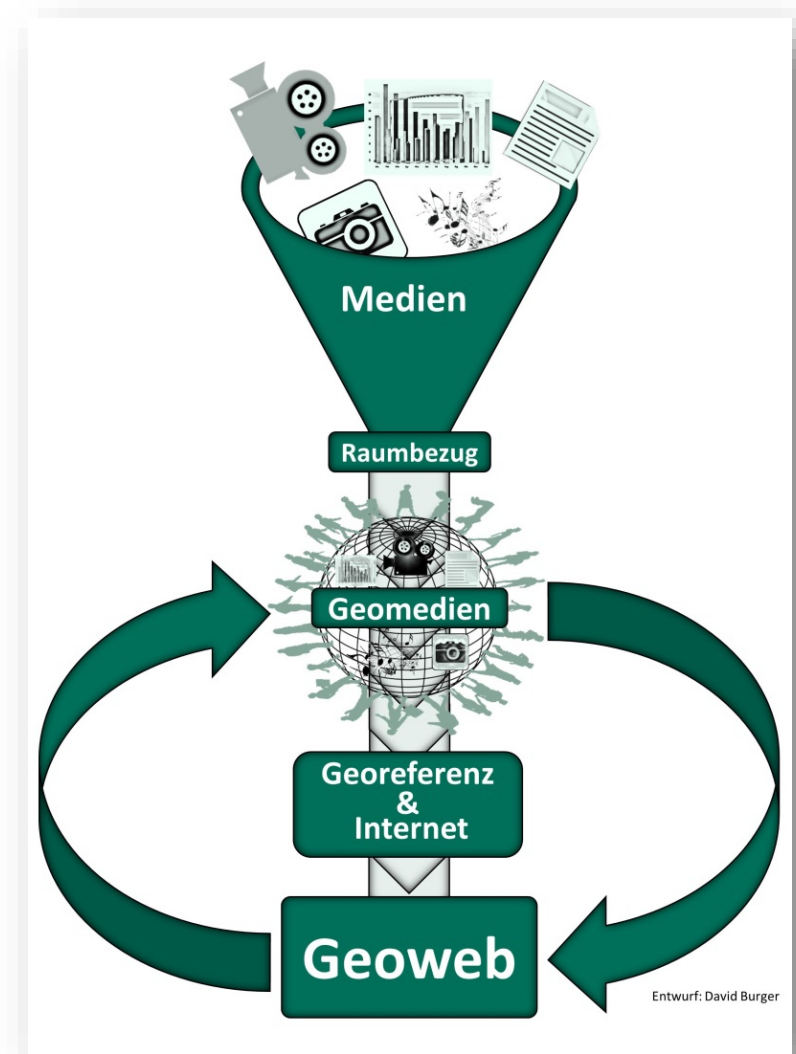 Medien
Raumbezug
Geomedien
Georeferenz
&
Internet
Geoweb
Entwurf: David Burger